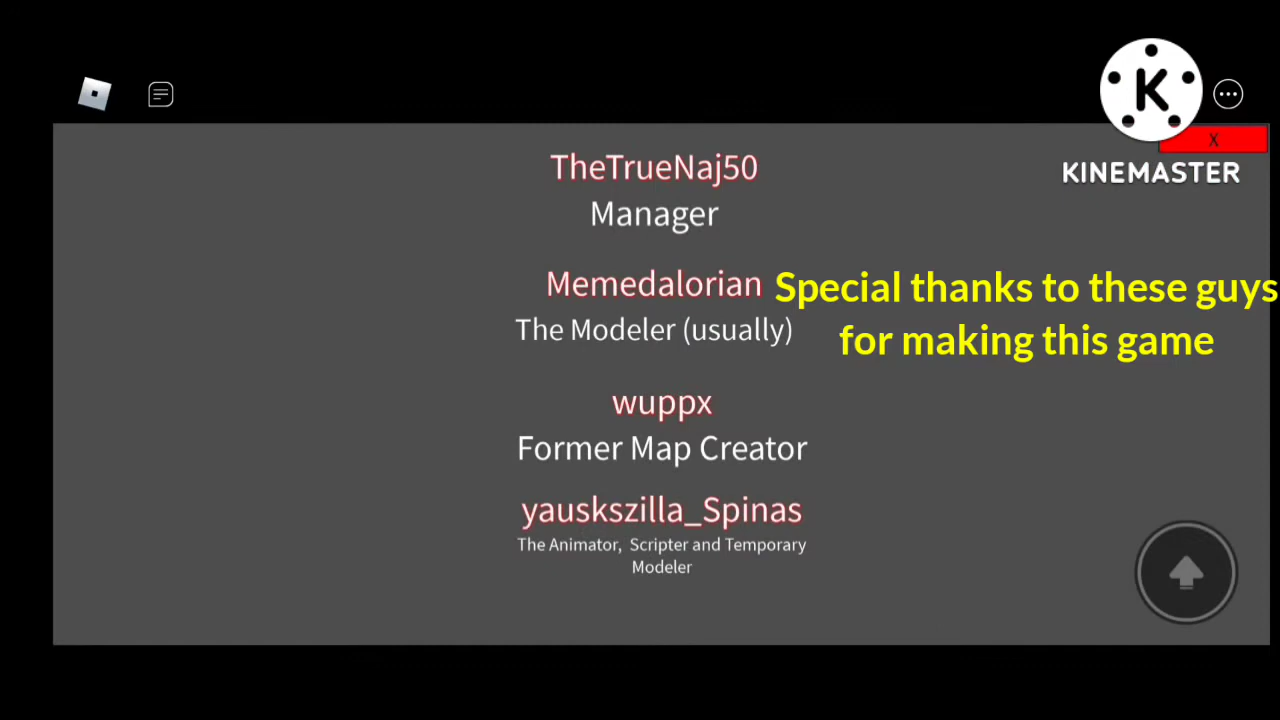 K
KINEMASTER
X
TheTrueNaj50
Manager
Memedalorian
The Modeler (usually)
Special thanks to these guys
for making this game
wuppx
Former Map Creator
yauskszilla_Spinas
The Animator, Scripter and Temporary
Modeler